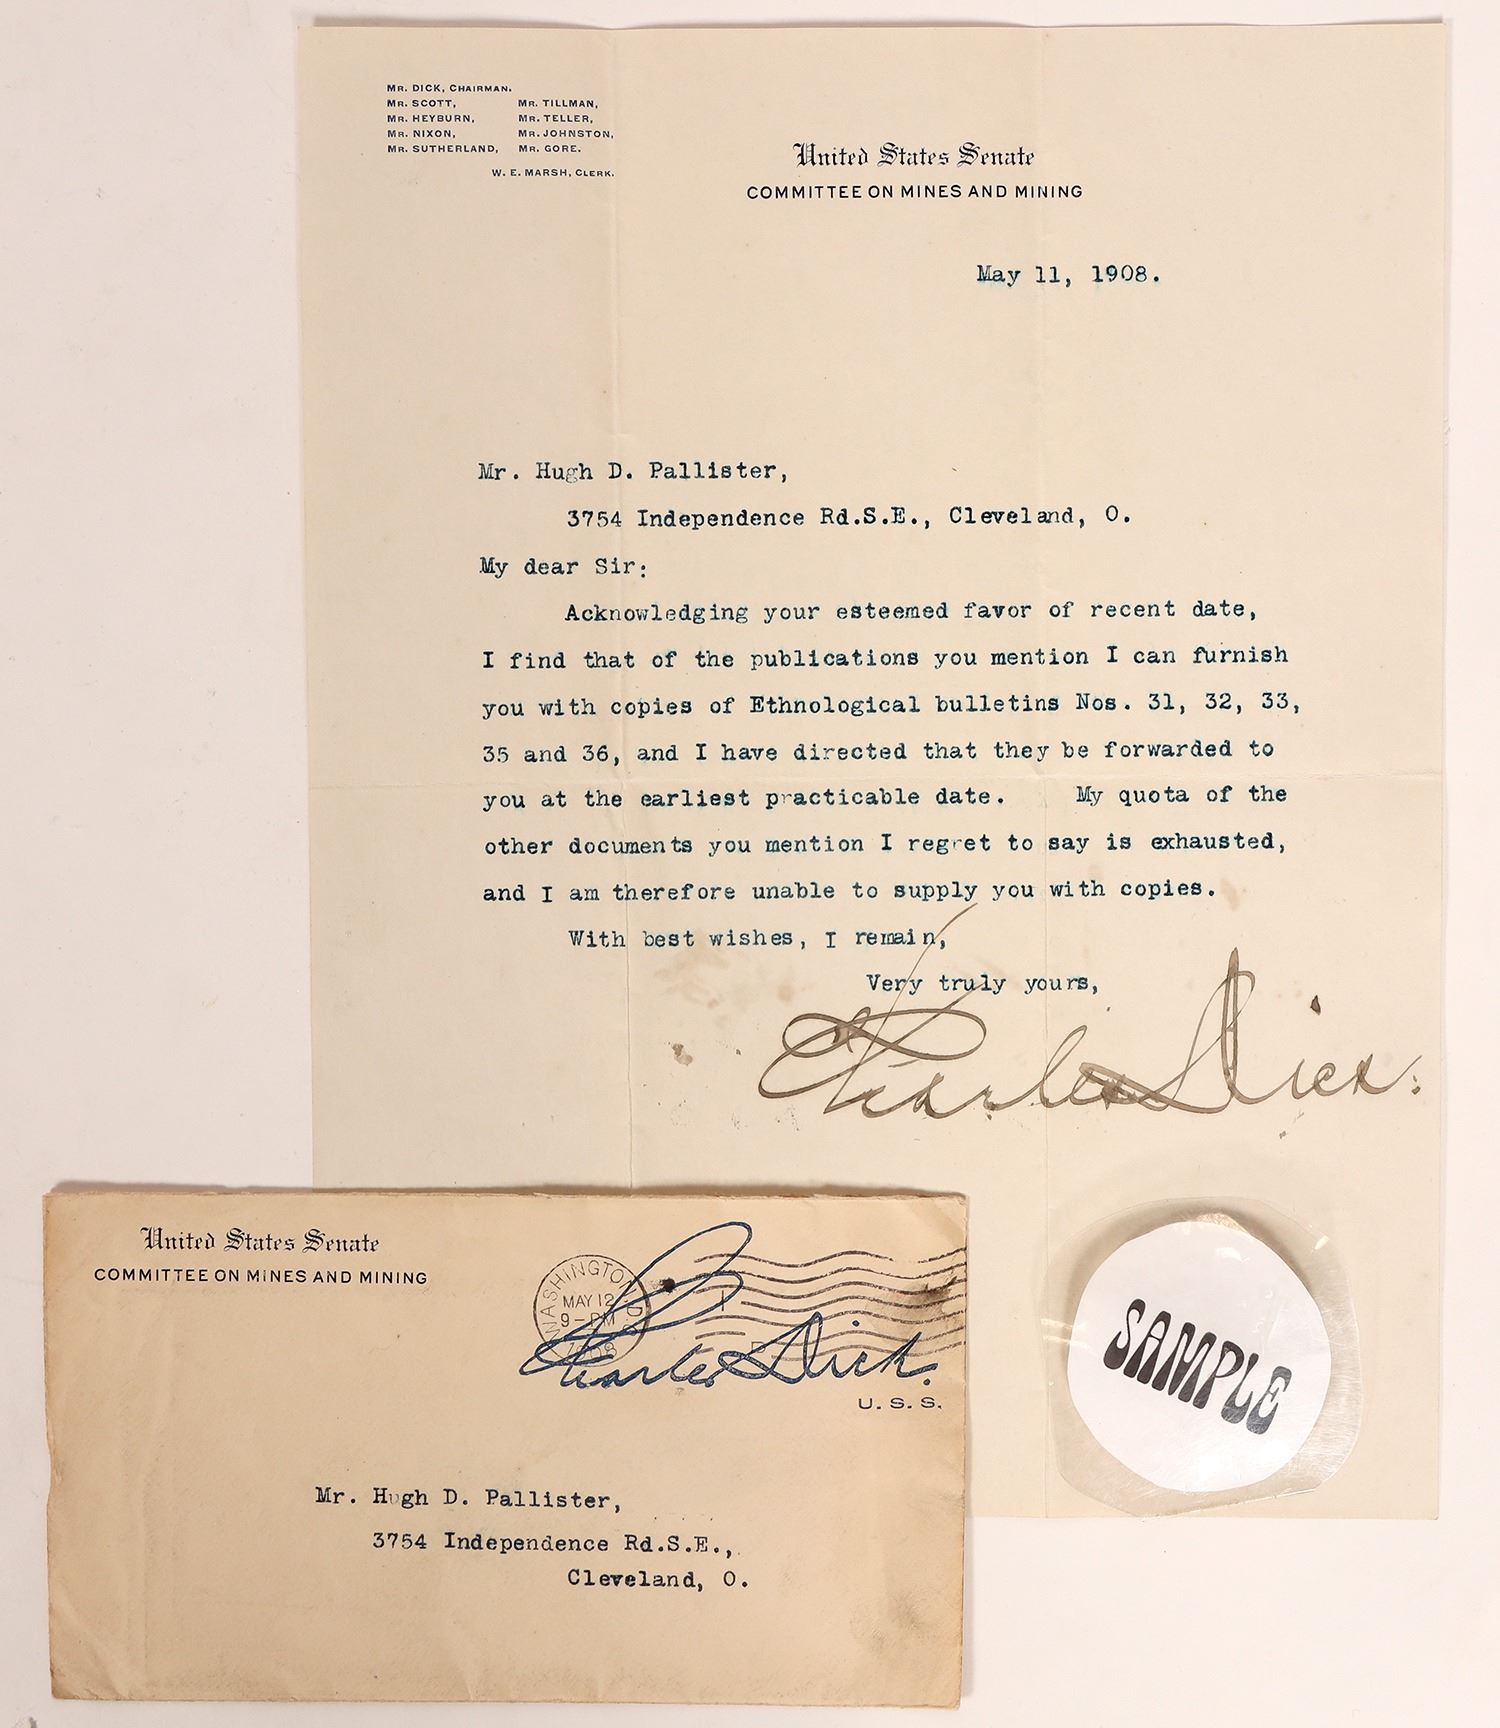 MR. DICK, CHAIRMAN.
MR. SCOTT, MR. TILLMAN,
MR. HEYBURN, MR. TELLER,
MR. NIXON, MR. JOHNSTON,
MR. SUTHERLAND, MR. GORE.
W. E. MARSH, CLERK.
United States Senate
COMMITTEE ON MINES AND MINING
May 11, 1908.
Mr. Hugh D. Pallister,
3754 Independence Rd.S.E., Cleveland, O.
My dear Sir:
Acknowledging your esteemed favor of recent date,
I find that of the publications you mention I can furnish
you with copies of Ethnological bulletins Nos. 31, 32, 33,
35 and 36, and I have directed that they be forwarded to
you at the earliest practicable date. My quota of the
other documents you mention I regret to say is exhausted,
and I am therefore unable to supply you with copies.
With best wishes, I remain,
Very truly yours,
Charles Dick.
United States Senate
COMMITTEE ON MINES AND MINING
WASHINGTON, D.C.
MAY 12
9-PM
1908
Charles Dick.
U. S. S.
Mr. Hugh D. Pallister,
3754 Independence Rd.S.E.,
Cleveland, O.
SAMPLE